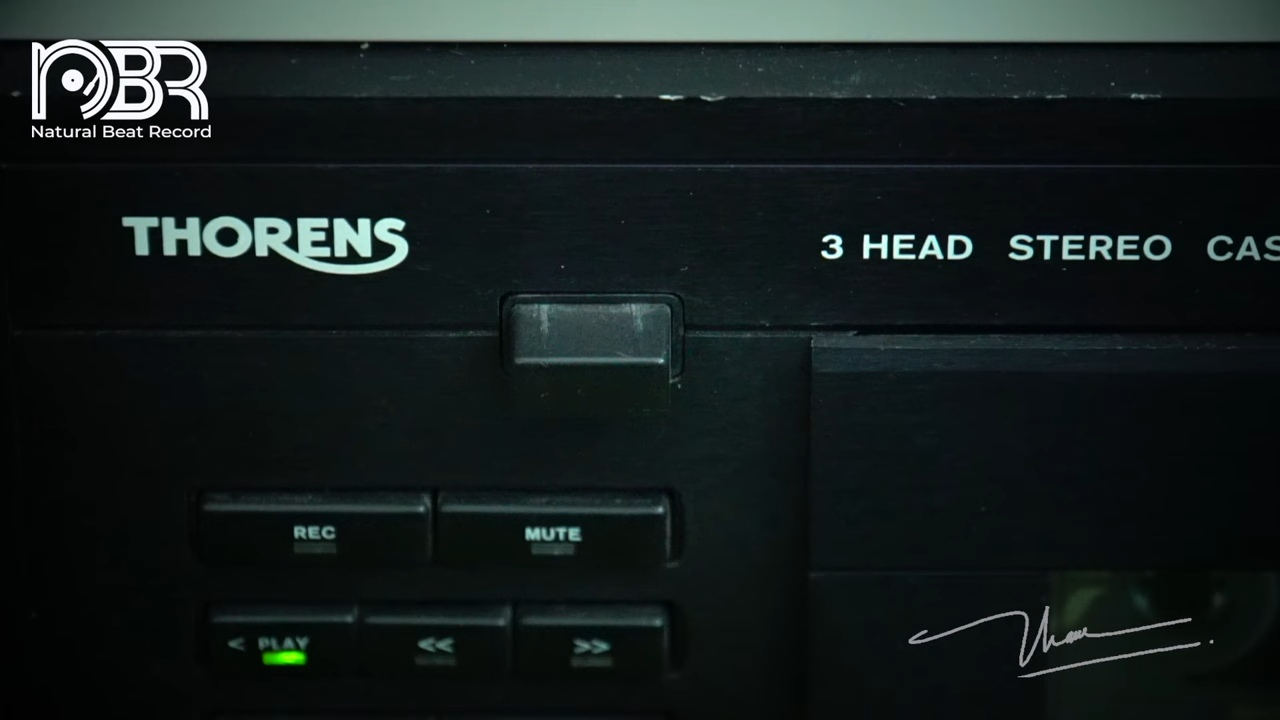 NBR
Natural Beat Record
THORENS
3 HEAD STEREO CAS
REC
MUTE
< PLAY
<<
>>